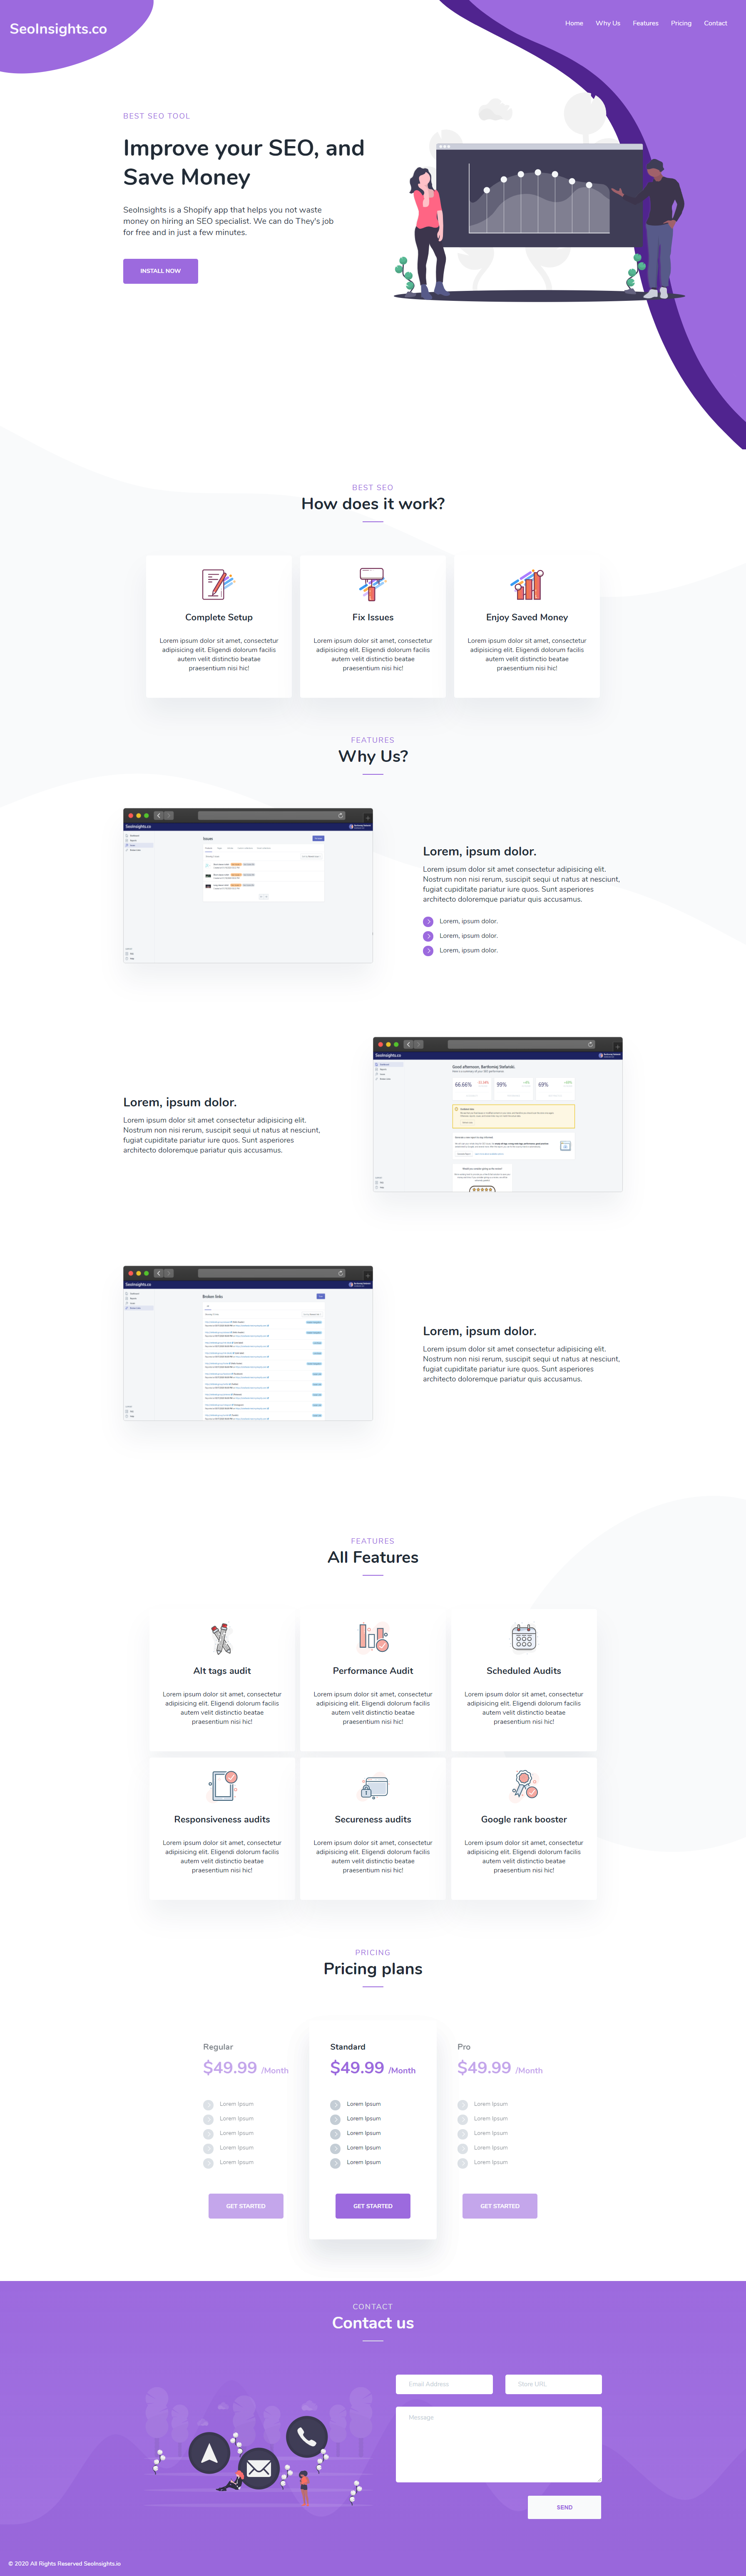 SeoInsights.co
Home Why Us Features Pricing Contact
BEST SEO TOOL
Improve your SEO, and
Save Money
SeoInsights is a Shopify app that helps you not waste
money on hiring an SEO specialist. We can do They's job
for free and in just a few minutes.
INSTALL NOW
BEST SEO
How does it work?
Complete Setup
Lorem ipsum dolor sit amet, consectetur
adipisicing elit. Eligendi dolorum facilis
autem velit distinctio beatae
praesentium nisi hic!
Fix Issues
Lorem ipsum dolor sit amet, consectetur
adipisicing elit. Eligendi dolorum facilis
autem velit distinctio beatae
praesentium nisi hic!
Enjoy Saved Money
Lorem ipsum dolor sit amet, consectetur
adipisicing elit. Eligendi dolorum facilis
autem velit distinctio beatae
praesentium nisi hic!
FEATURES
Why Us?
SeoInsights.co
Issues
Lorem, ipsum dolor.
Lorem ipsum dolor sit amet consectetur adipisicing elit.
Nostrum non nisi rerum, suscipit sequi ut natus at nesciunt,
fugiat cupiditate pariatur iure quos. Sunt asperiores
architecto doloremque pariatur quis accusamus.
Lorem, ipsum dolor.
Lorem, ipsum dolor.
Lorem, ipsum dolor.
Lorem, ipsum dolor.
Lorem ipsum dolor sit amet consectetur adipisicing elit.
Nostrum non nisi rerum, suscipit sequi ut natus at nesciunt,
fugiat cupiditate pariatur iure quos. Sunt asperiores
architecto doloremque pariatur quis accusamus.
SeoInsights.co
66.66% 99% 69%
SeoInsights.co
Broken links
Lorem, ipsum dolor.
Lorem ipsum dolor sit amet consectetur adipisicing elit.
Nostrum non nisi rerum, suscipit sequi ut natus at nesciunt,
fugiat cupiditate pariatur iure quos. Sunt asperiores
architecto doloremque pariatur quis accusamus.
FEATURES
All Features
Alt tags audit
Lorem ipsum dolor sit amet, consectetur
adipisicing elit. Eligendi dolorum facilis
autem velit distinctio beatae
praesentium nisi hic!
Performance Audit
Lorem ipsum dolor sit amet, consectetur
adipisicing elit. Eligendi dolorum facilis
autem velit distinctio beatae
praesentium nisi hic!
Scheduled Audits
Lorem ipsum dolor sit amet, consectetur
adipisicing elit. Eligendi dolorum facilis
autem velit distinctio beatae
praesentium nisi hic!
Responsiveness audits
Lorem ipsum dolor sit amet, consectetur
adipisicing elit. Eligendi dolorum facilis
autem velit distinctio beatae
praesentium nisi hic!
Secureness audits
Lorem ipsum dolor sit amet, consectetur
adipisicing elit. Eligendi dolorum facilis
autem velit distinctio beatae
praesentium nisi hic!
Google rank booster
Lorem ipsum dolor sit amet, consectetur
adipisicing elit. Eligendi dolorum facilis
autem velit distinctio beatae
praesentium nisi hic!
PRICING
Pricing plans
Regular
$49.99 /Month
Lorem Ipsum
Lorem Ipsum
Lorem Ipsum
Lorem Ipsum
Lorem Ipsum
GET STARTED
Standard
$49.99 /Month
Lorem Ipsum
Lorem Ipsum
Lorem Ipsum
Lorem Ipsum
Lorem Ipsum
GET STARTED
Pro
$49.99 /Month
Lorem Ipsum
Lorem Ipsum
Lorem Ipsum
Lorem Ipsum
Lorem Ipsum
GET STARTED
CONTACT
Contact us
Email Address
Store URL
Message
SEND
© 2020 All Rights Reserved SeoInsights.io